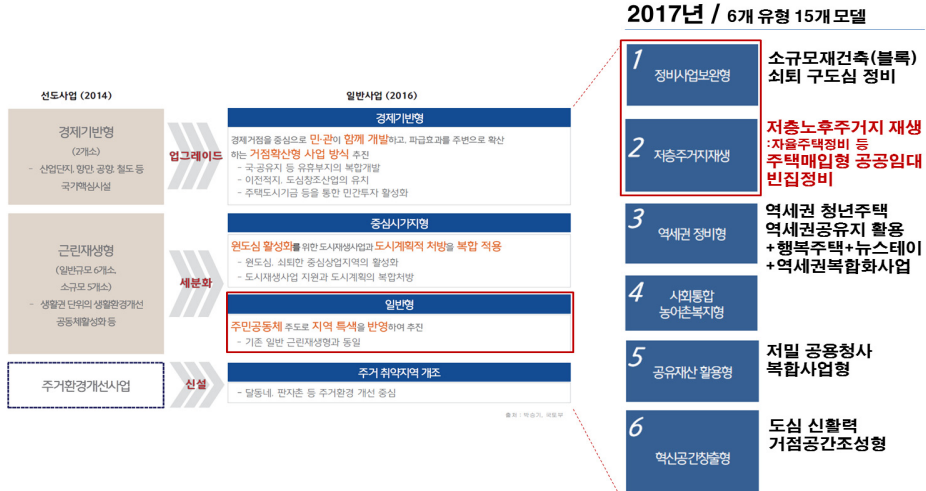 2017년 / 6개 유형 15개 모델
선도사업 (2014)
일반사업 (2016)
경제기반형
(2개소)
- 산업단지, 항만, 공항, 철도 등
국가핵심시설
업그레이드
경제기반형
경제거점을 중심으로 민·관이 함께 개발하고, 파급효과를 주변으로 확산
하는 거점확산형 사업 방식 추진
- 국·공유지 등 유휴부지의 복합개발
- 이전적지, 도심창조산업의 유치
- 주택도시기금 등을 통한 민간투자 활성화
근린재생형
(일반규모 6개소,
소규모 5개소)
- 생활권 단위의 생활환경개선
공동체활성화 등
세분화
중심시가지형
원도심 활성화를 위한 도시재생사업과 도시계획적 처방을 복합 적용
- 원도심, 쇠퇴한 중심상업지역의 활성화
- 도시재생사업 지원과 도시계획의 복합처방
일반형
주민공동체 주도로 지역 특색을 반영하여 추진
- 기존 일반 근린재생형과 동일
주거환경개선사업
신설
주거 취약지역 개조
- 달동네, 판자촌 등 주거환경 개선 중심
출처 :
1
정비사업보완형
소규모재건축(블록)
쇠퇴 구도심 정비
2
저층주거지재생
저층노후주거지 재생
:자율주택정비 등
주택매입형 공공임대
빈집정비
3
역세권 정비형
역세권 청년주택
역세권공유지 활용
+행복주택+뉴스테이
+역세권복합화사업
4
사회통합
농어촌복지형
5
공유재산 활용형
저밀 공용청사
복합사업형
6
혁신공간창출형
도심 신활력
거점공간조성형